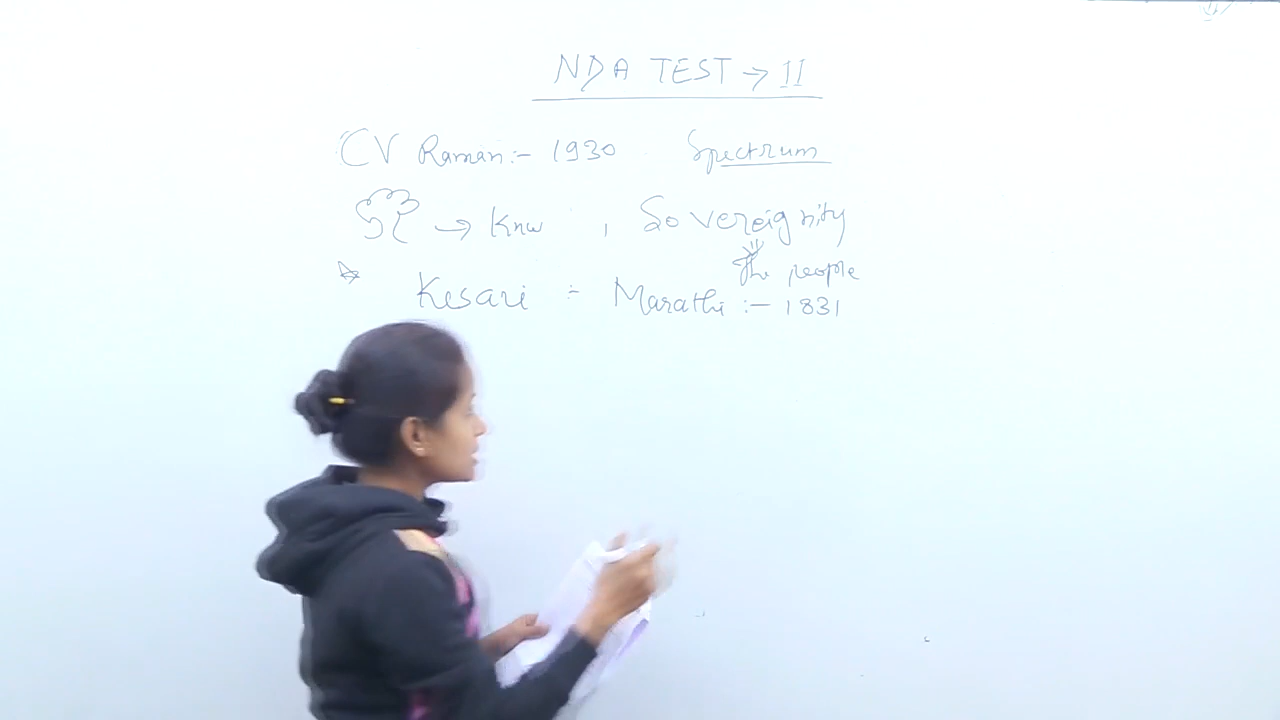 NDA TEST → II
CV Raman:- 1930 Spectrum
→ Knw , Sovereignity
The people
Kesari :- Marathi :- 1831